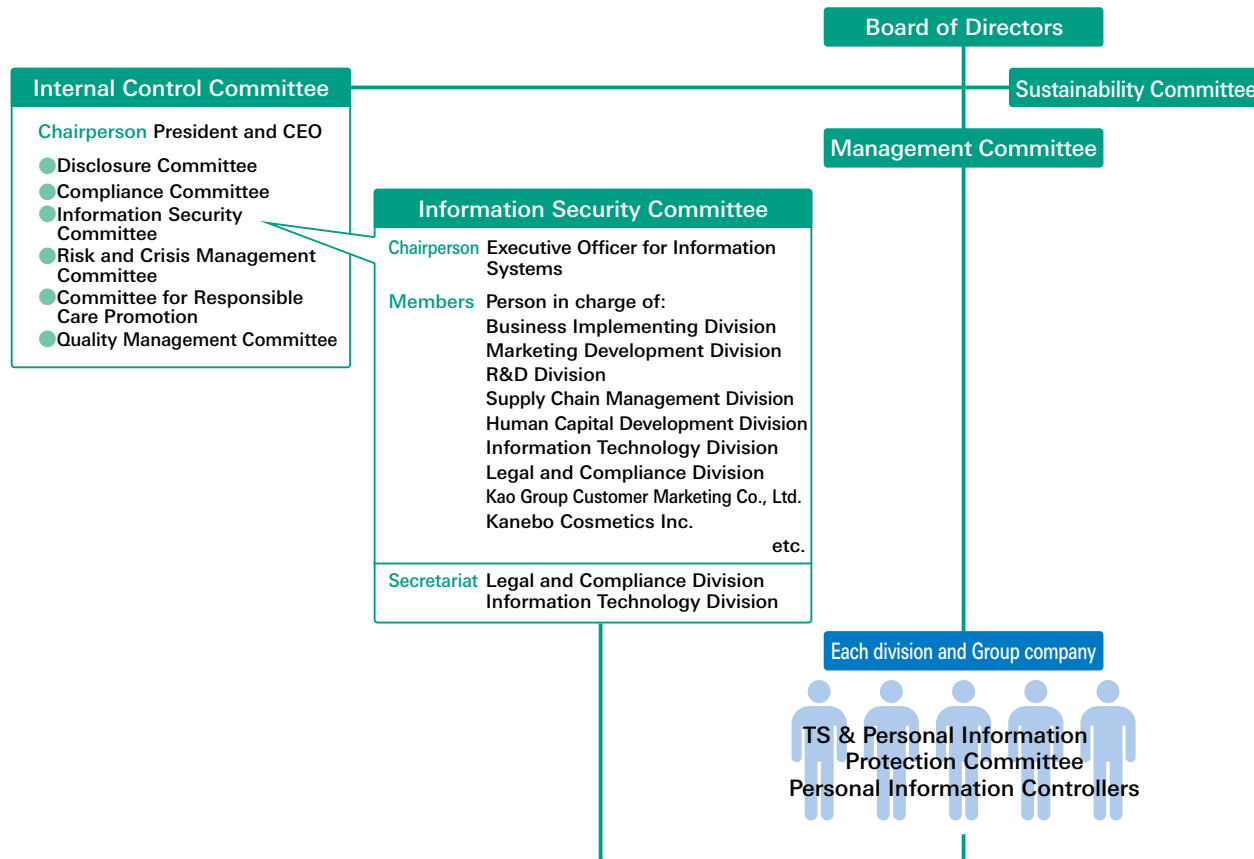 Board of Directors
Internal Control Committee
Sustainability Committee
Chairperson President and CEO
Management Committee
●Disclosure Committee
●Compliance Committee
●Information Security
Committee
●Risk and Crisis Management
Committee
●Committee for Responsible
Care Promotion
●Quality Management Committee
Information Security Committee
Chairperson Executive Officer for Information
Systems
Members Person in charge of:
Business Implementing Division
Marketing Development Division
R&D Division
Supply Chain Management Division
Human Capital Development Division
Information Technology Division
Legal and Compliance Division
Kao Group Customer Marketing Co., Ltd.
Kanebo Cosmetics Inc.
etc.
Secretariat Legal and Compliance Division
Information Technology Division
Each division and Group company
TS & Personal Information
Protection Committee
Personal Information Controllers